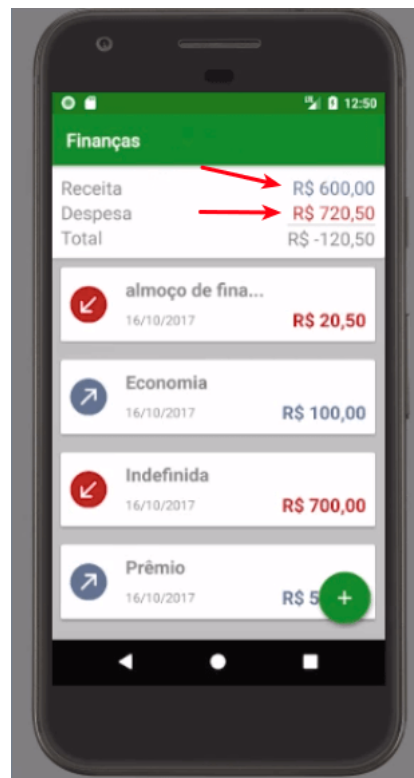 12:50
Finanças
Receita R$ 600,00
Despesa R$ 720,50
Total R$ -120,50
almoço de fina...
16/10/2017 R$ 20,50
Economia
16/10/2017 R$ 100,00
Indefinida
16/10/2017 R$ 700,00
Prêmio
16/10/2017 R$ 5
+